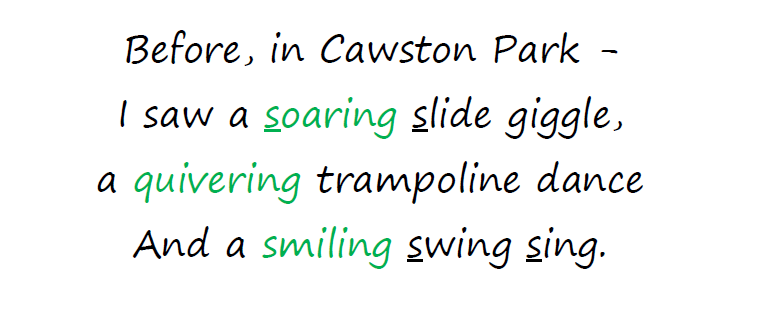 Before, in Cawston Park -
I saw a soaring slide giggle,
a quivering trampoline dance
And a smiling swing sing.